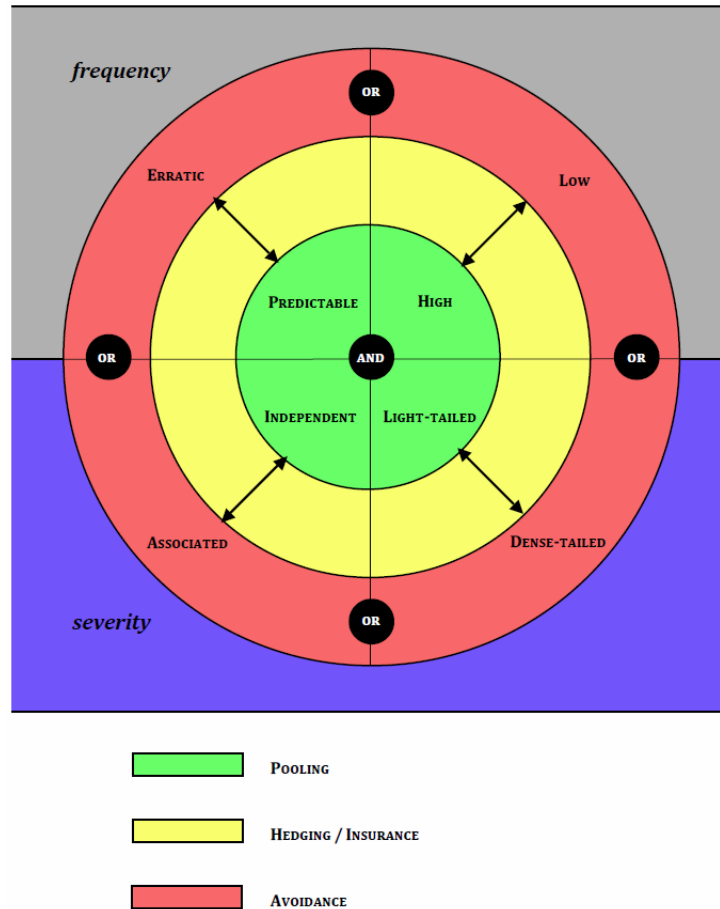 frequency
OR
ERRATIC
LOW
PREDICTABLE
HIGH
OR
AND
OR
INDEPENDENT
LIGHT-TAILED
ASSOCIATED
DENSE-TAILED
severity
OR
POOLING
HEDGING / INSURANCE
AVOIDANCE